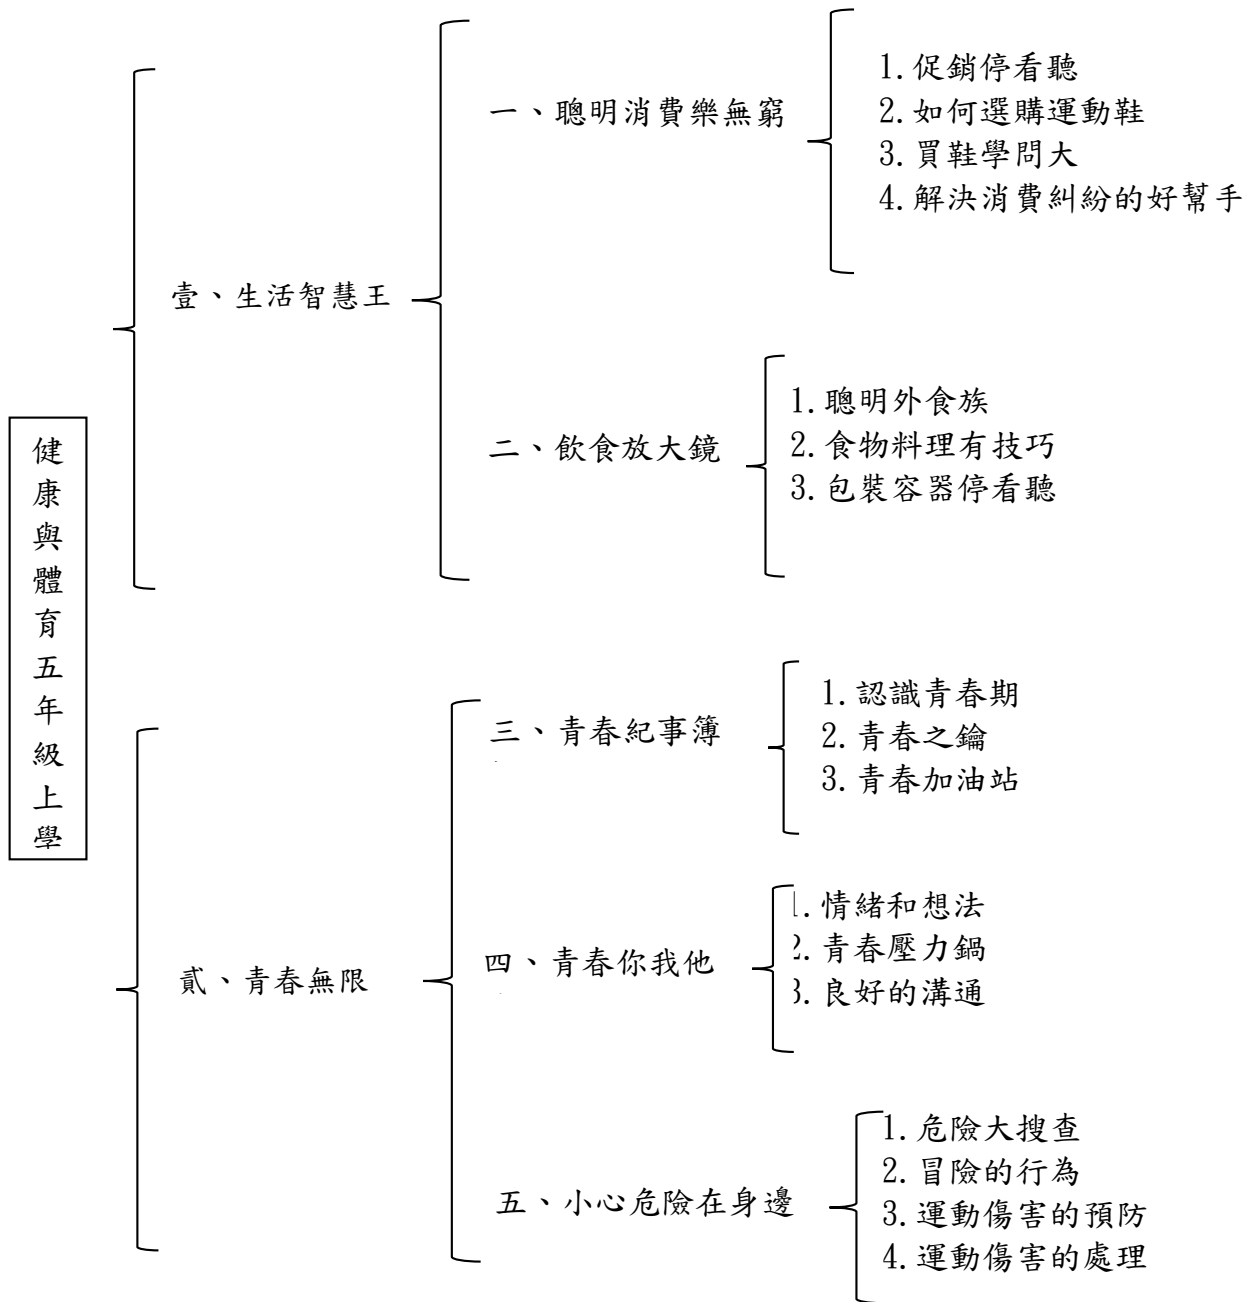 健康與體育五年級上學
壹、生活智慧王
一、聰明消費樂無窮
1.促銷停看聽
2.如何選購運動鞋
3.買鞋學問大
4.解決消費糾紛的好幫手
二、飲食放大鏡
1.聰明外食族
2.食物料理有技巧
3.包裝容器停看聽
貳、青春無限
三、青春紀事簿
1.認識青春期
2.青春之鑰
3.青春加油站
四、青春你我他
1.情緒和想法
2.青春壓力鍋
3.良好的溝通
五、小心危險在身邊
1.危險大搜查
2.冒險的行為
3.運動傷害的預防
4.運動傷害的處理